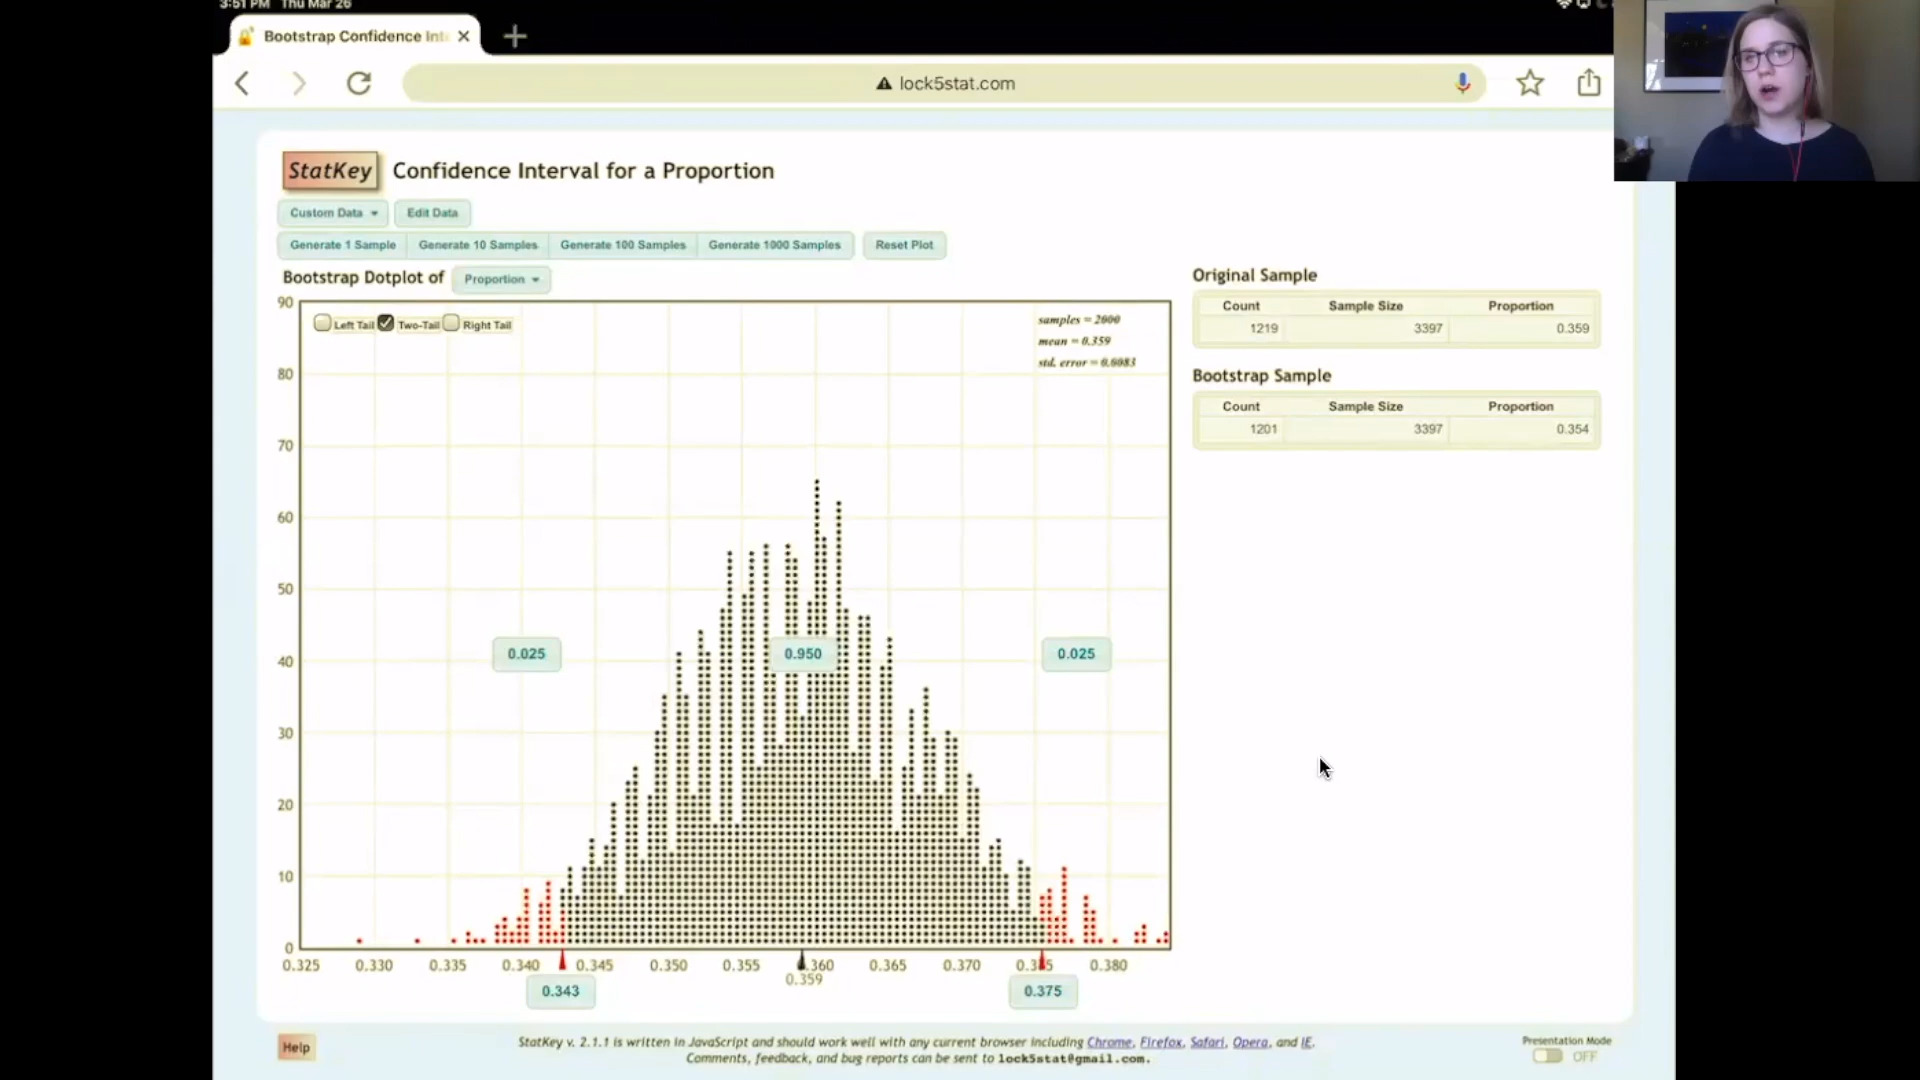 3:51 PM Thu Mar 26
Bootstrap Confidence Int
lock5stat.com
StatKey Confidence Interval for a Proportion
Custom Data Edit Data
Generate 1 Sample Generate 10 Samples Generate 100 Samples Generate 1000 Samples Reset Plot
Bootstrap Dotplot of Proportion
Left Tail Two-Tail Right Tail
samples = 2000
mean = 0.359
std. error = 0.0083
90
80
70
60
50
40
30
20
10
0
0.025 0.950 0.025
0.325 0.330 0.335 0.340 0.345 0.350 0.355 .360 0.365 0.370 0.380
0.359
0.343 0.375
Original Sample
Count Sample Size Proportion
1219 3397 0.359
Bootstrap Sample
Count Sample Size Proportion
1201 3397 0.354
Help
StatKey v. 2.1.1 is written in JavaScript and should work well with any current browser including Chrome, Firefox, Safari, Opera, and IE.
Comments, feedback, and bug reports can be sent to lock5stat@gmail.com.
Presentation Mode
OFF